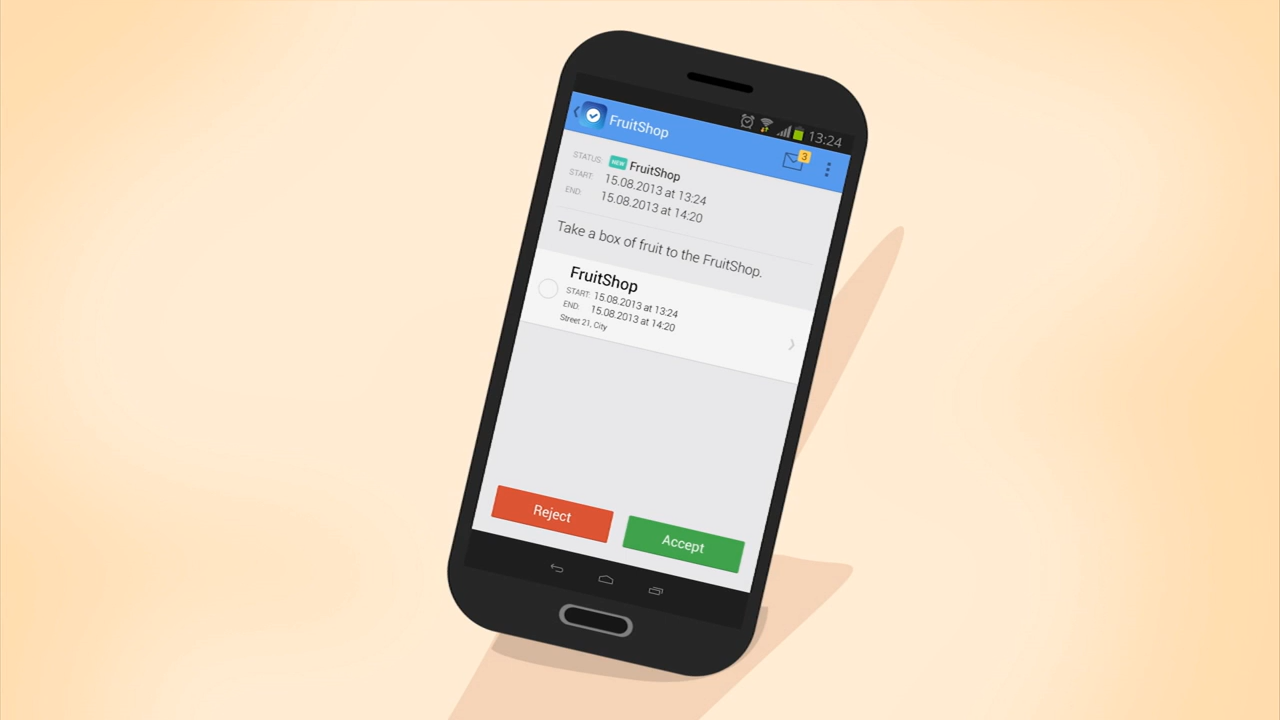 13:24
FruitShop
3
STATUS: NEW FruitShop
START: 15.08.2013 at 13:24
END: 15.08.2013 at 14:20
Take a box of fruit to the FruitShop.
FruitShop
START: 15.08.2013 at 13:24
END: 15.08.2013 at 14:20
Street 21, City
Reject
Accept